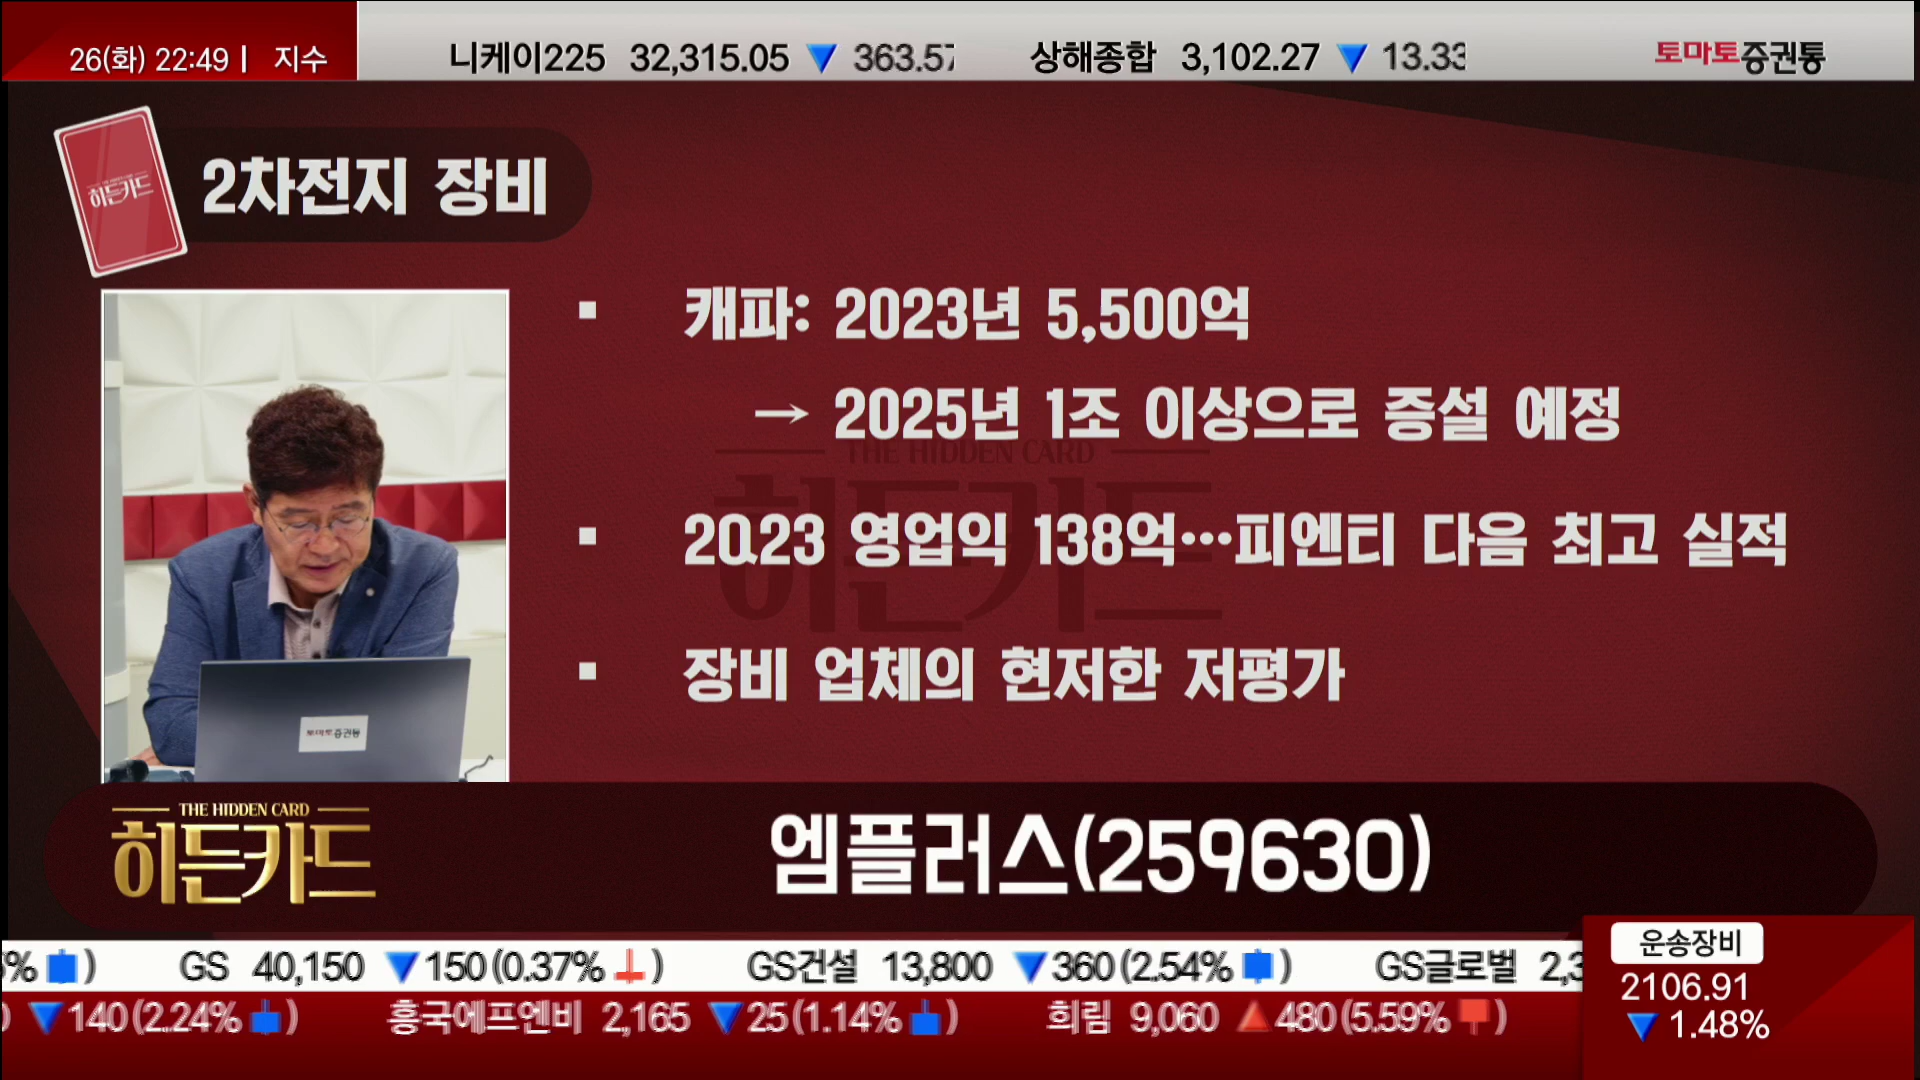 26(화) 22:49 | 지수 니케이225 32,315.05 ▼ 363.57 상해종합 3,102.27 ▼ 13.33 토마토증권통
히든카드
2차전지 장비
▪ 캐파: 2023년 5,500억
→ 2025년 1조 이상으로 증설 예정
THE HIDDEN CARD
히든카드
▪ 2Q23 영업익 138억…피엔티 다음 최고 실적
▪ 장비 업체의 현저한 저평가
토마토증권통
THE HIDDEN CARD
히든카드
엠플러스(259630)
% ) GS 40,150 ▼150(0.37% ) GS건설 13,800 ▼360(2.54% ) GS글로벌 2,3
) ▼140(2.24% ) 흥국에프엔비 2,165 ▼25(1.14% ) 희림 9,060 ▲480(5.59% )
운송장비
2106.91
▼ 1.48%